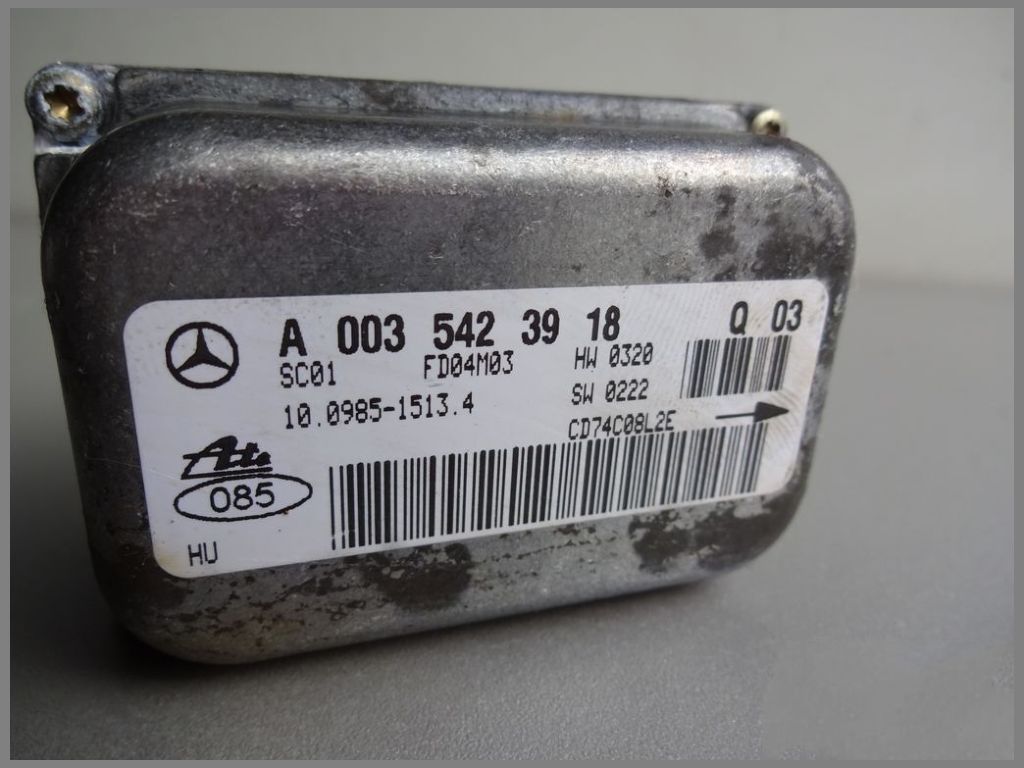 A 003 542 39 18 Q 03
SC01 FD04M03 HW 0320
10.0985-1513.4 SW 0222
CD74C08L2E
Ate
085
HU